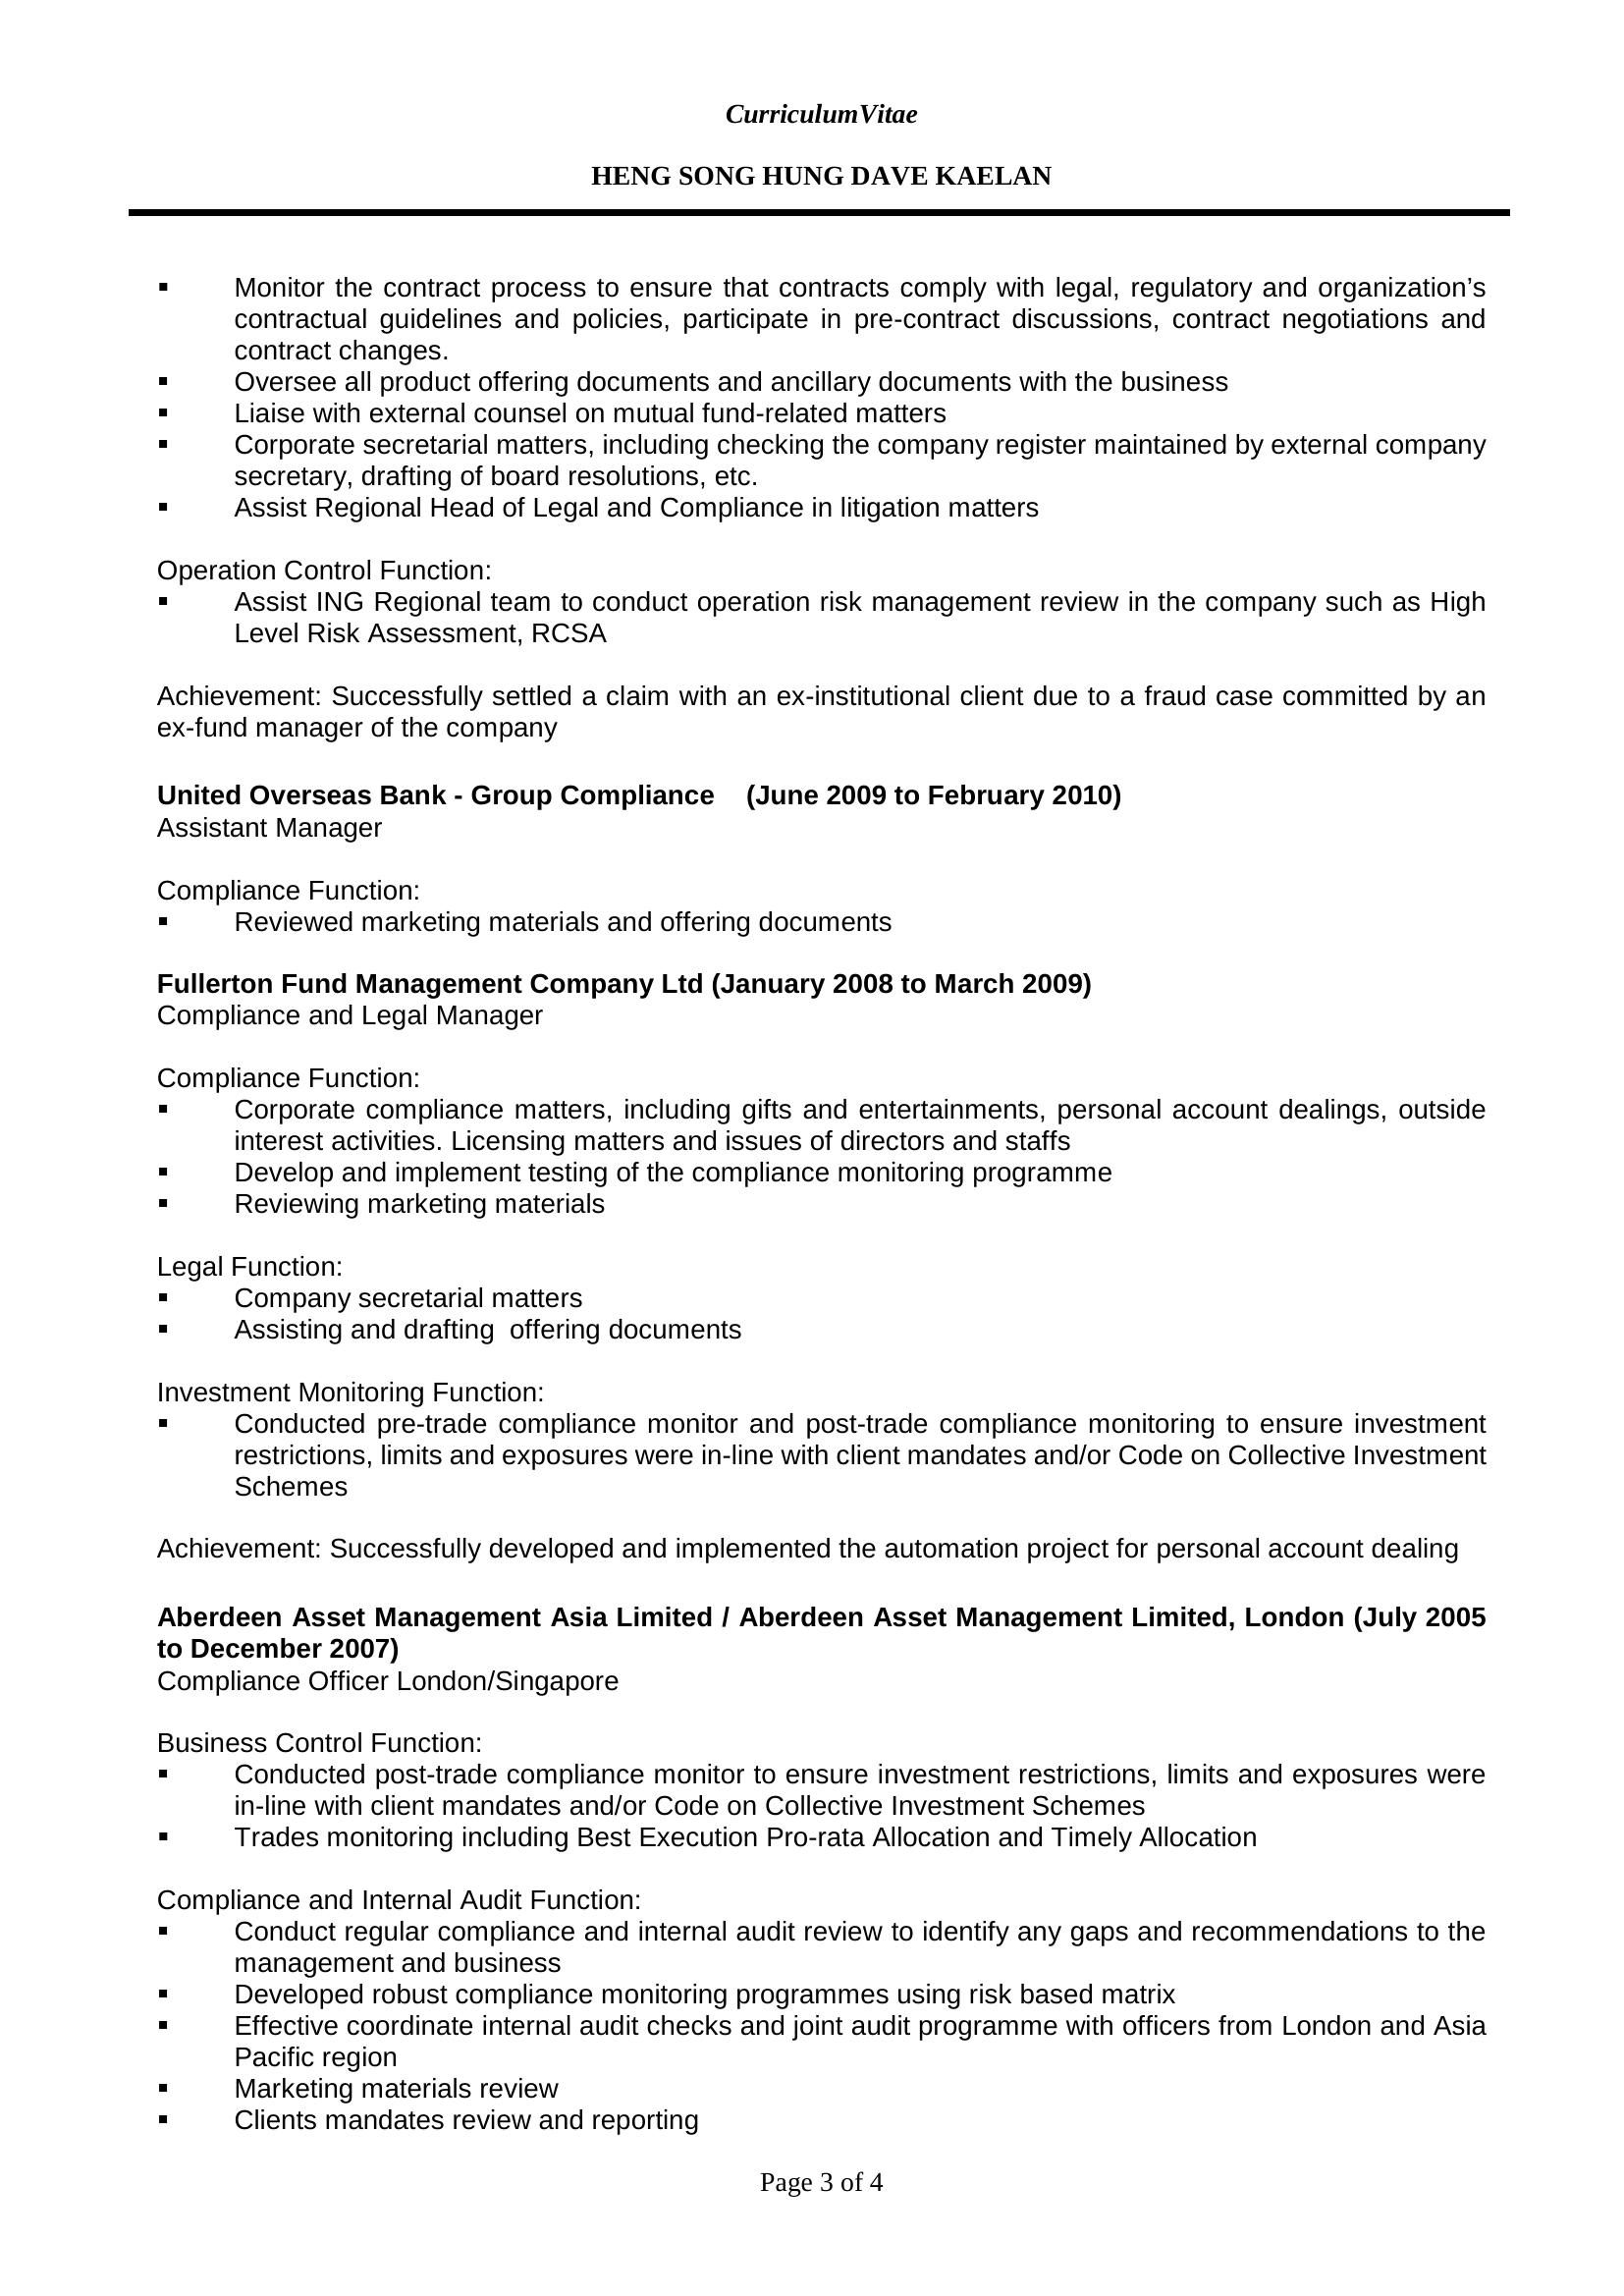 CurriculumVitae
HENG SONG HUNG DAVE KAELAN
▪ Monitor the contract process to ensure that contracts comply with legal, regulatory and organization’s
contractual guidelines and policies, participate in pre-contract discussions, contract negotiations and
contract changes.
▪ Oversee all product offering documents and ancillary documents with the business
▪ Liaise with external counsel on mutual fund-related matters
▪ Corporate secretarial matters, including checking the company register maintained by external company
secretary, drafting of board resolutions, etc.
▪ Assist Regional Head of Legal and Compliance in litigation matters
Operation Control Function:
▪ Assist ING Regional team to conduct operation risk management review in the company such as High
Level Risk Assessment, RCSA
Achievement: Successfully settled a claim with an ex-institutional client due to a fraud case committed by an
ex-fund manager of the company
United Overseas Bank - Group Compliance (June 2009 to February 2010)
Assistant Manager
Compliance Function:
▪ Reviewed marketing materials and offering documents
Fullerton Fund Management Company Ltd (January 2008 to March 2009)
Compliance and Legal Manager
Compliance Function:
▪ Corporate compliance matters, including gifts and entertainments, personal account dealings, outside
interest activities. Licensing matters and issues of directors and staffs
▪ Develop and implement testing of the compliance monitoring programme
▪ Reviewing marketing materials
Legal Function:
▪ Company secretarial matters
▪ Assisting and drafting  offering documents
Investment Monitoring Function:
▪ Conducted pre-trade compliance monitor and post-trade compliance monitoring to ensure investment
restrictions, limits and exposures were in-line with client mandates and/or Code on Collective Investment
Schemes
Achievement: Successfully developed and implemented the automation project for personal account dealing
Aberdeen Asset Management Asia Limited / Aberdeen Asset Management Limited, London (July 2005
to December 2007)
Compliance Officer London/Singapore
Business Control Function:
▪ Conducted post-trade compliance monitor to ensure investment restrictions, limits and exposures were
in-line with client mandates and/or Code on Collective Investment Schemes
▪ Trades monitoring including Best Execution Pro-rata Allocation and Timely Allocation
Compliance and Internal Audit Function:
▪ Conduct regular compliance and internal audit review to identify any gaps and recommendations to the
management and business
▪ Developed robust compliance monitoring programmes using risk based matrix
▪ Effective coordinate internal audit checks and joint audit programme with officers from London and Asia
Pacific region
▪ Marketing materials review
▪ Clients mandates review and reporting
Page 3 of 4